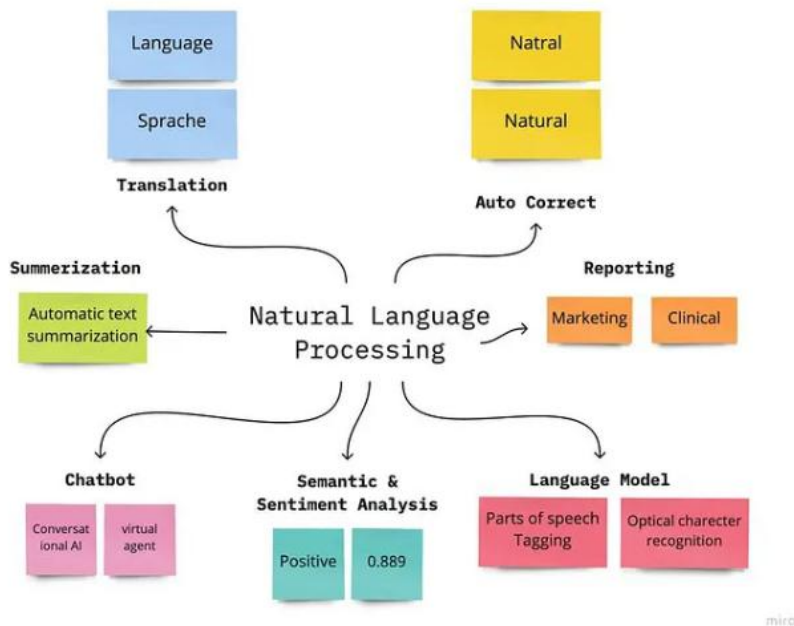 Language
Sprache
Translation
Natral
Natural
Auto Correct
Summerization
Automatic text
summarization
Natural Language
Processing
Reporting
Marketing
Clinical
Chatbot
Conversat
ional AI
virtual
agent
Semantic &
Sentiment Analysis
Positive
0.889
Language Model
Parts of speech
Tagging
Optical charecter
recognition
miro